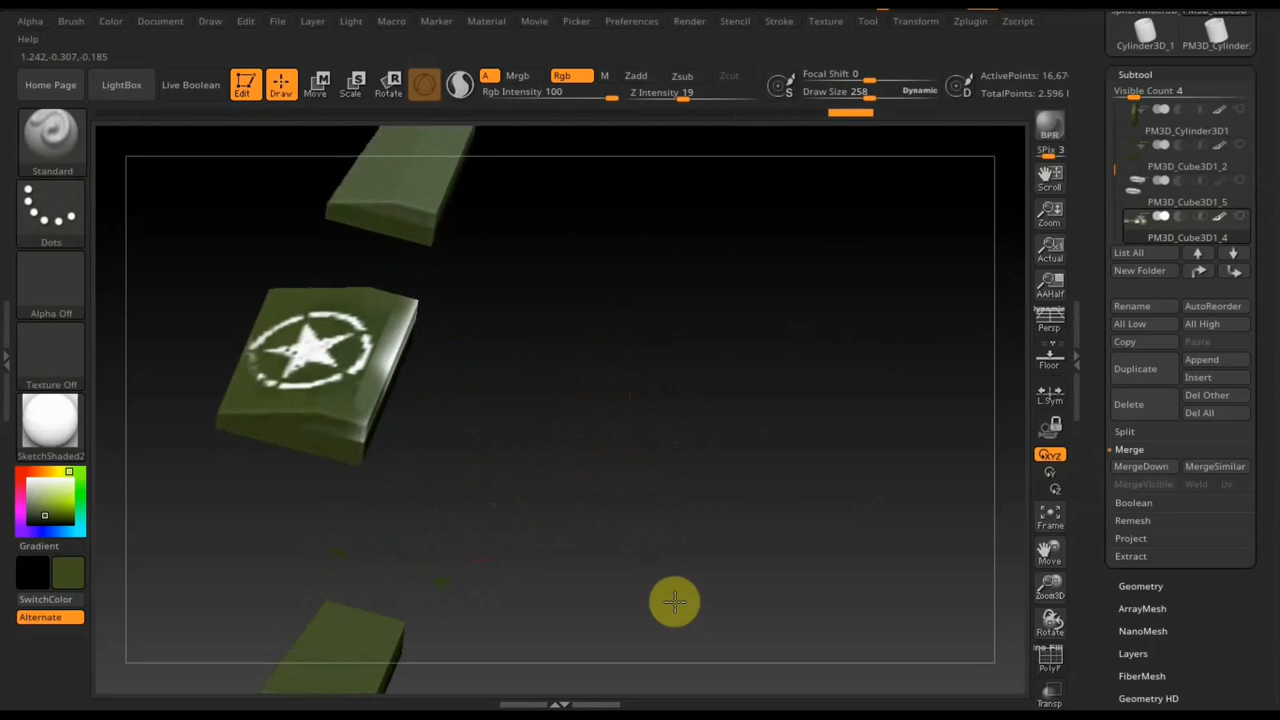 Alpha Brush Color Document Draw Edit File Layer Light Macro Marker Material Movie Picker Preferences Render Stencil Stroke Texture Tool Transform Zplugin Zscript
Help
1.242,-0.307,-0.185
Home Page LightBox Live Boolean Edit Draw Move Scale Rotate A Mrgb Rgb M Zadd Zsub Zcut Focal Shift 0 ActivePoints: 16,67
Rgb Intensity 100 Z Intensity 19 S Draw Size 258 Dynamic D TotalPoints: 2.596
Standard
Dots
Alpha Off
Texture Off
SketchShaded2
Gradient
SwitchColor
Alternate
BPR
SPix 3
Scroll
Zoom
Actual
AAHalf
Dynamic
Persp
Floor
L.Sym
XYZ
Y
Z
Frame
Move
Zoom3D
Rotate
PolyF
Transp
Cylinder3D_1 PM3D_Cylinder
Subtool
Visible Count 4
PM3D_Cylinder3D1
PM3D_Cube3D1_2
PM3D_Cube3D1_5
PM3D_Cube3D1_4
List All
New Folder
Rename AutoReorder
All Low All High
Copy Paste
Duplicate Append
Insert
Delete Del Other
Del All
Split
Merge
MergeDown MergeSimilar
MergeVisible Weld Uv
Boolean
Remesh
Project
Extract
Geometry
ArrayMesh
NanoMesh
Layers
FiberMesh
Geometry HD